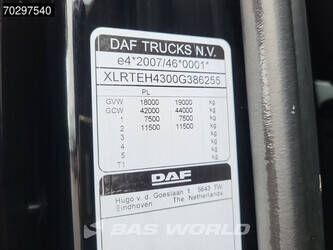 70297540
DAF TRUCKS N.V.
e4*2007/46*0001*
XLRTEH4300G386255
PL
GVW 18000 19000 kg
GCW 42000 44000 kg
1 7500 7500 kg
2 11500 11500 kg
3 kg
4 kg
5 kg
T1 kg
DAF
Hugo v. d. Goeslaan 1 5643 TW
Eindhoven The Netherlands
BAS WORLD